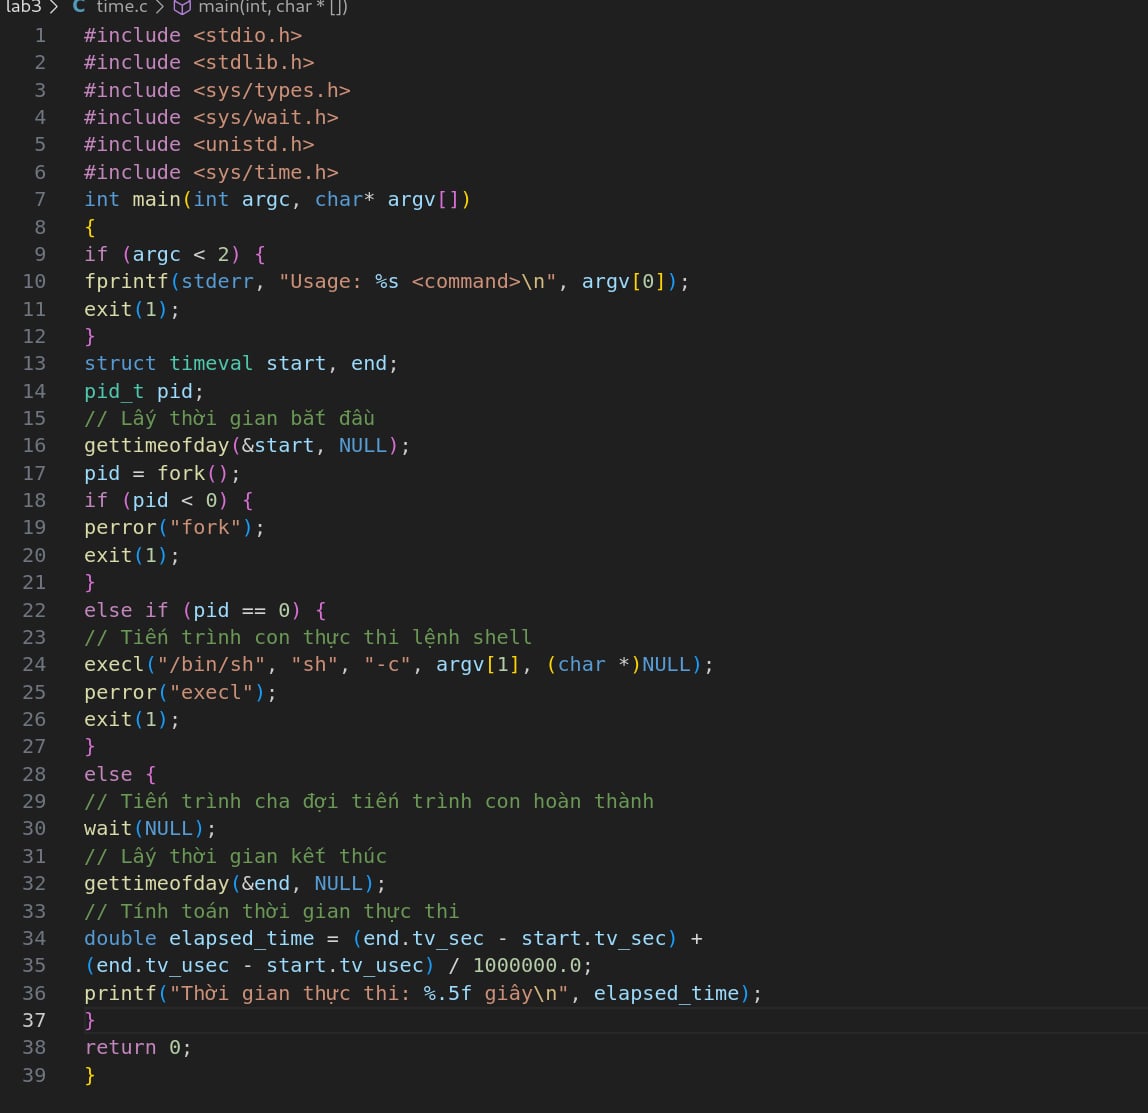 lab3 > C time.c > main(int, char * [])
1 #include <stdio.h>
2 #include <stdlib.h>
3 #include <sys/types.h>
4 #include <sys/wait.h>
5 #include <unistd.h>
6 #include <sys/time.h>
7 int main(int argc, char* argv[])
8 {
9 if (argc < 2) {
10 fprintf(stderr, "Usage: %s <command>\n", argv[0]);
11 exit(1);
12 }
13 struct timeval start, end;
14 pid_t pid;
15 // Lấy thời gian bắt đầu
16 gettimeofday(&start, NULL);
17 pid = fork();
18 if (pid < 0) {
19 perror("fork");
20 exit(1);
21 }
22 else if (pid == 0) {
23 // Tiến trình con thực thi lệnh shell
24 execl("/bin/sh", "sh", "-c", argv[1], (char *)NULL);
25 perror("execl");
26 exit(1);
27 }
28 else {
29 // Tiến trình cha đợi tiến trình con hoàn thành
30 wait(NULL);
31 // Lấy thời gian kết thúc
32 gettimeofday(&end, NULL);
33 // Tính toán thời gian thực thi
34 double elapsed_time = (end.tv_sec - start.tv_sec) +
35 (end.tv_usec - start.tv_usec) / 1000000.0;
36 printf("Thời gian thực thi: %.5f giây\n", elapsed_time);
37 }
38 return 0;
39 }